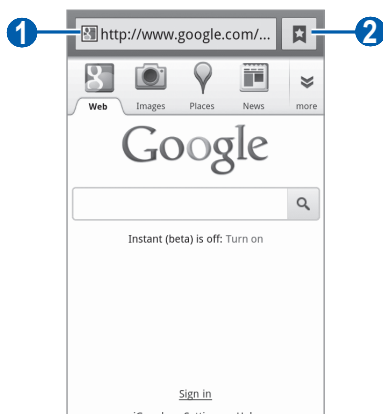 1
http://www.google.com/...
2
Web Images Places News more
Google
Instant (beta) is off: Turn on
Sign in